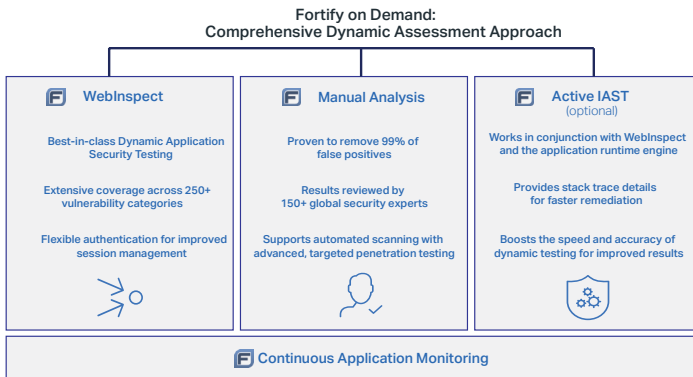 Fortify on Demand:
Comprehensive Dynamic Assessment Approach
F WebInspect
Best-in-class Dynamic Application
Security Testing
Extensive coverage across 250+
vulnerability categories
Flexible authentication for improved
session management
F Manual Analysis
Proven to remove 99% of
false positives
Results reviewed by
150+ global security experts
Supports automated scanning with
advanced, targeted penetration testing
F Active IAST
(optional)
Works in conjunction with WebInspect
and the application runtime engine
Provides stack trace details
for faster remediation
Boosts the speed and accuracy of
dynamic testing for improved results
F Continuous Application Monitoring